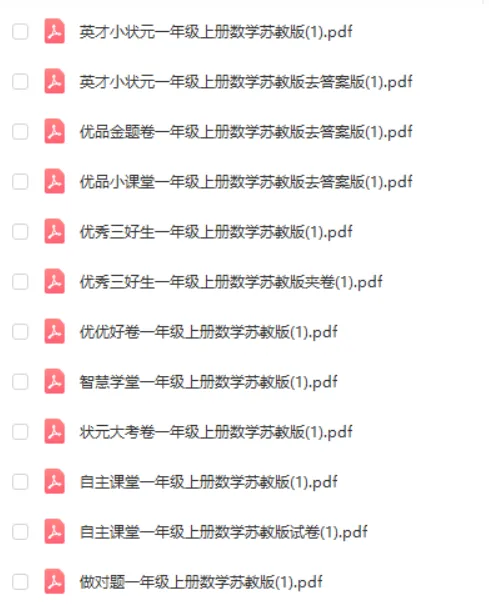 英才小状元一年级上册数学苏教版(1).pdf
英才小状元一年级上册数学苏教版去答案版(1).pdf
优品金题卷一年级上册数学苏教版去答案版(1).pdf
优品小课堂一年级上册数学苏教版去答案版(1).pdf
优秀三好生一年级上册数学苏教版(1).pdf
优秀三好生一年级上册数学苏教版夹卷(1).pdf
优优好卷一年级上册数学苏教版(1).pdf
智慧学堂一年级上册数学苏教版(1).pdf
状元大考卷一年级上册数学苏教版(1).pdf
自主课堂一年级上册数学苏教版(1).pdf
自主课堂一年级上册数学苏教版试卷(1).pdf
做对题一年级上册数学苏教版(1).pdf